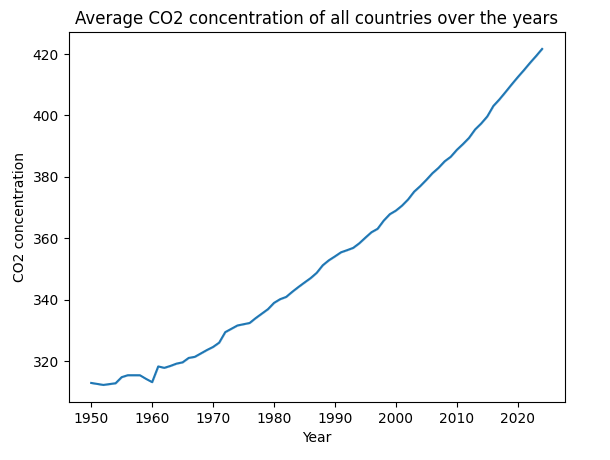 Average CO2 concentration of all countries over the years
420
400
380
360
340
320
CO2 concentration
1950 1960 1970 1980 1990 2000 2010 2020
Year